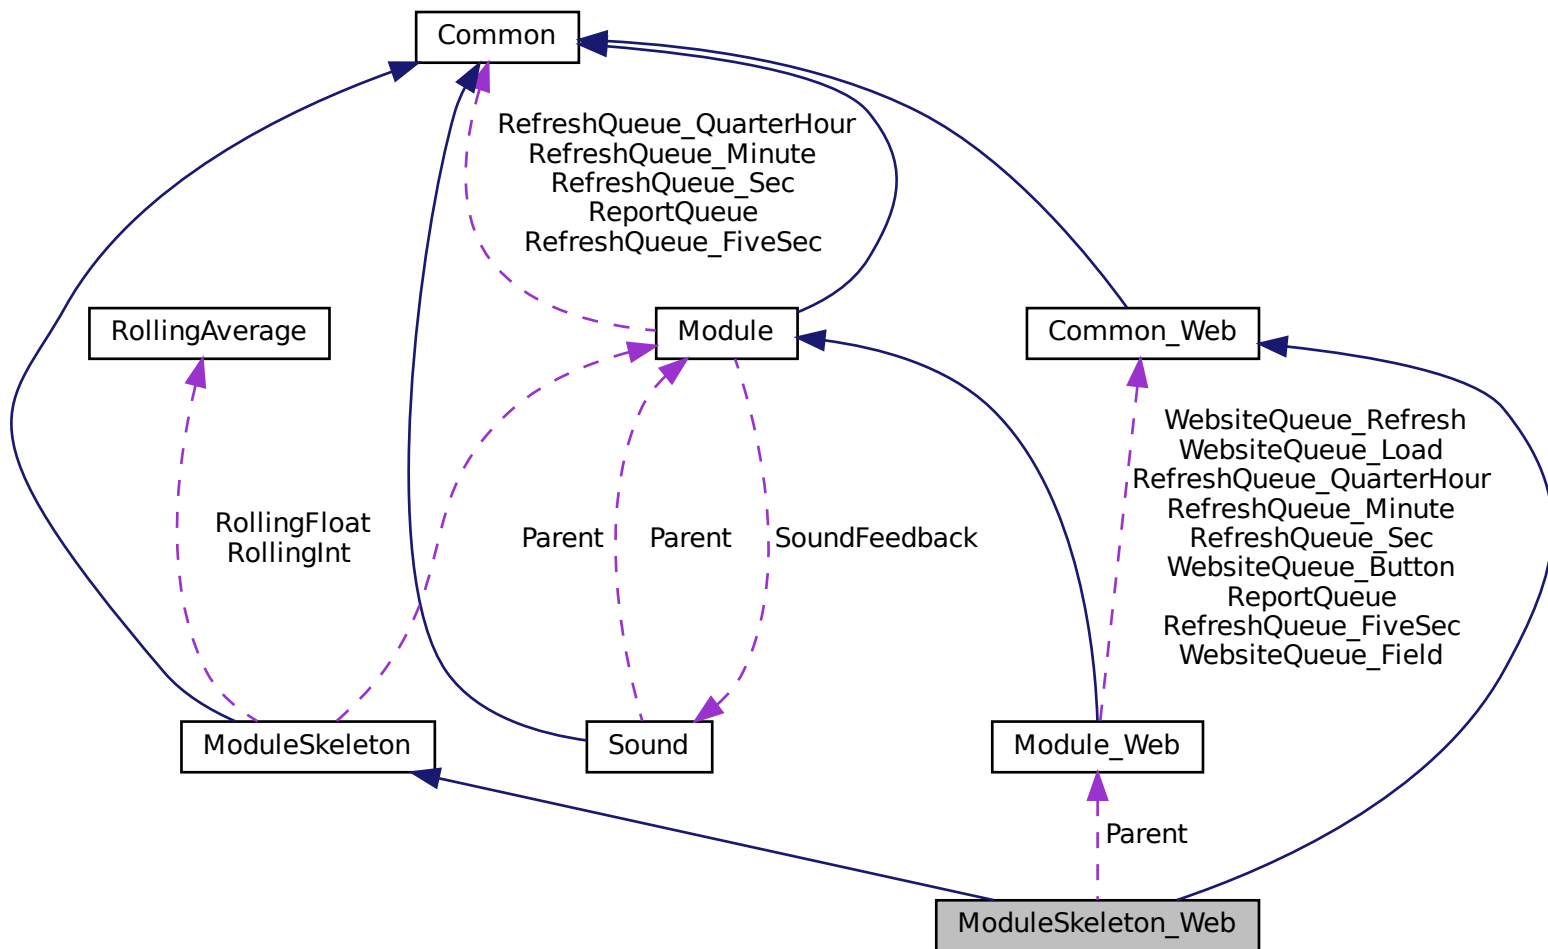 Common
RefreshQueue_QuarterHour
RefreshQueue_Minute
RefreshQueue_Sec
ReportQueue
RefreshQueue_FiveSec
RollingAverage
Module
Common_Web
WebsiteQueue_Refresh
WebsiteQueue_Load
RefreshQueue_QuarterHour
RefreshQueue_Minute
RefreshQueue_Sec
WebsiteQueue_Button
ReportQueue
RefreshQueue_FiveSec
WebsiteQueue_Field
RollingFloat
RollingInt
Parent
Parent
SoundFeedback
ModuleSkeleton
Sound
Module_Web
Parent
ModuleSkeleton_Web